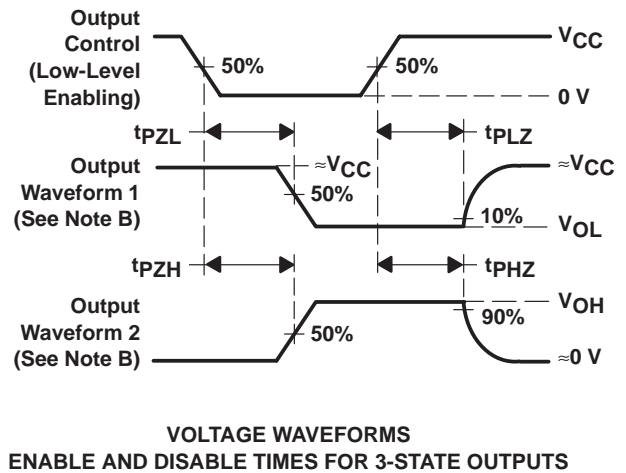 Output
Control
(Low-Level
Enabling)
VCC
50%
50%
0 V
tPZL
tPLZ
Output
Waveform 1
(See Note B)
≈VCC
50%
≈VCC
10%
VOL
tPZH
tPHZ
Output
Waveform 2
(See Note B)
50%
VOH
90%
≈0 V
VOLTAGE WAVEFORMS
ENABLE AND DISABLE TIMES FOR 3-STATE OUTPUTS